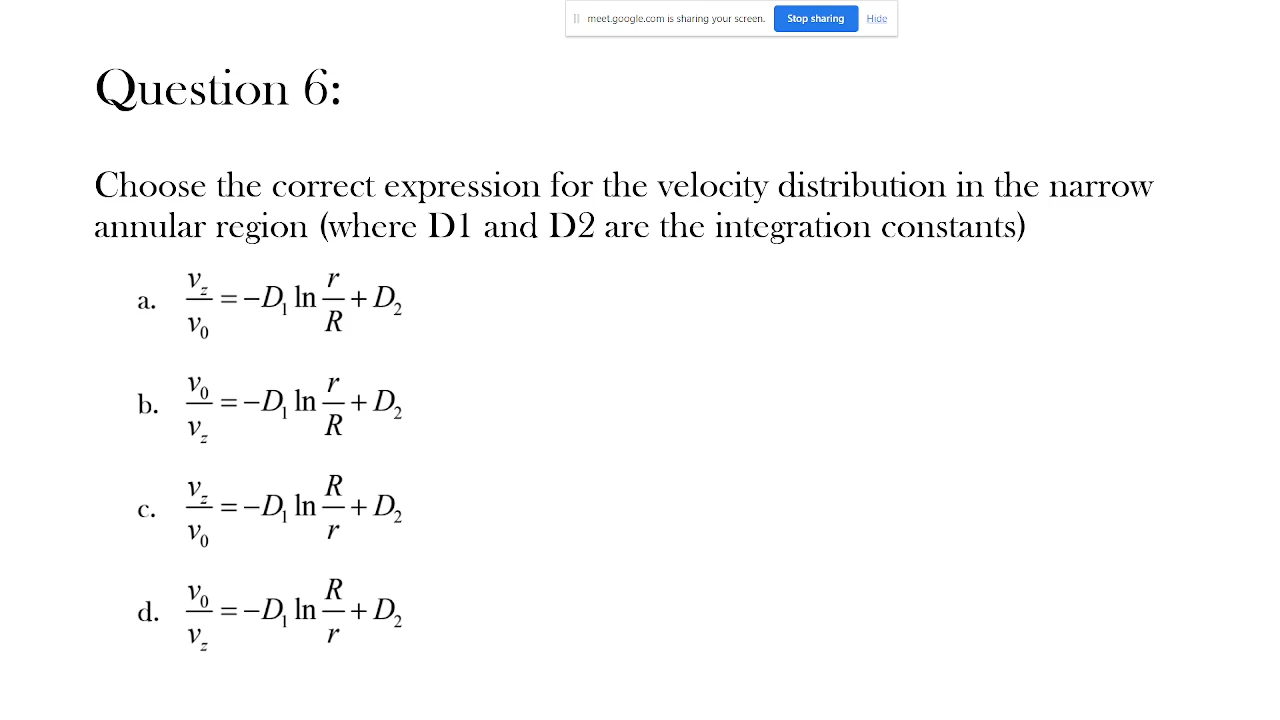 meet.google.com is sharing your screen. Stop sharing Hide
Question 6:
Choose the correct expression for the velocity distribution in the narrow
annular region (where D1 and D2 are the integration constants)
a. v_z/v_0 = −D_1 ln r/R + D_2
b. v_0/v_z = −D_1 ln r/R + D_2
c. v_z/v_0 = −D_1 ln R/r + D_2
d. v_0/v_z = −D_1 ln R/r + D_2